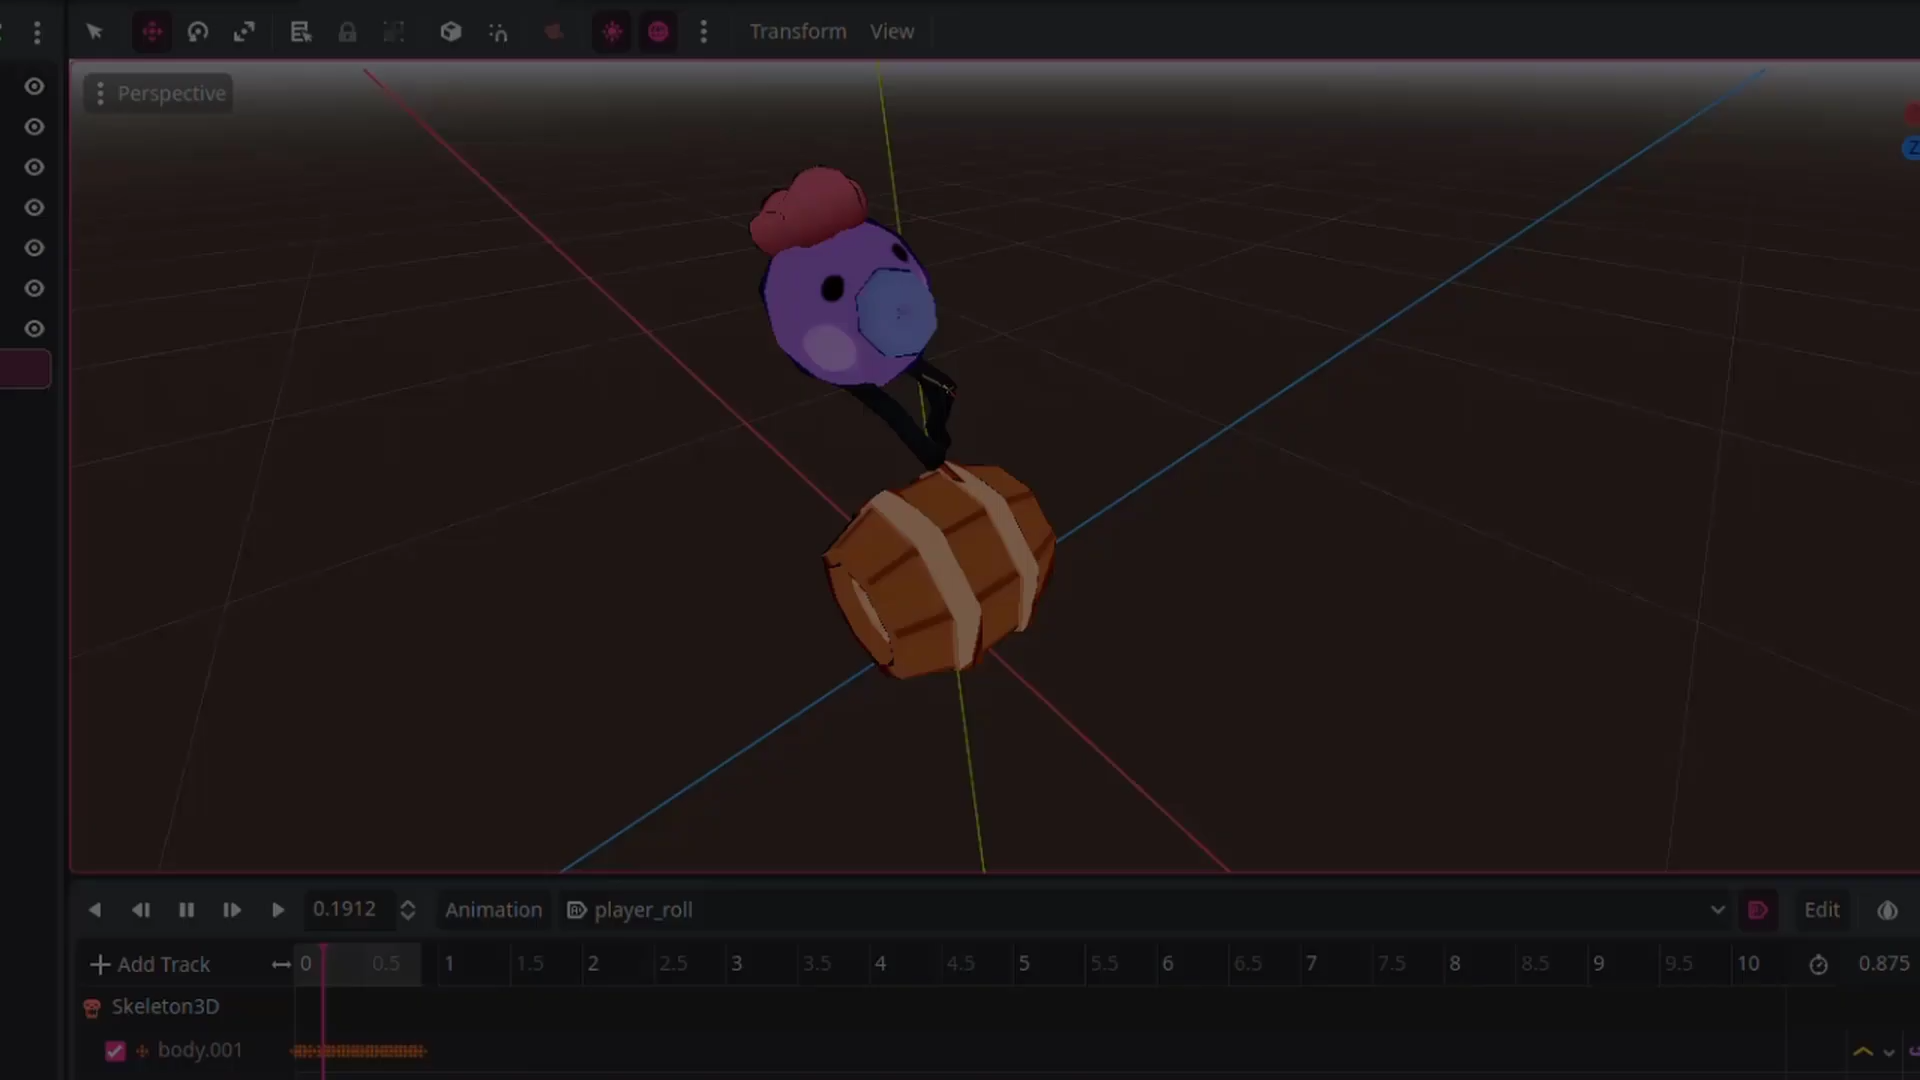 Transform View
Perspective
Z
0.1912 Animation player_roll Edit
Add Track 0 0.5 1 1.5 2 2.5 3 3.5 4 4.5 5 5.5 6 6.5 7 7.5 8 8.5 9 9.5 10 0.875
Skeleton3D
body.001